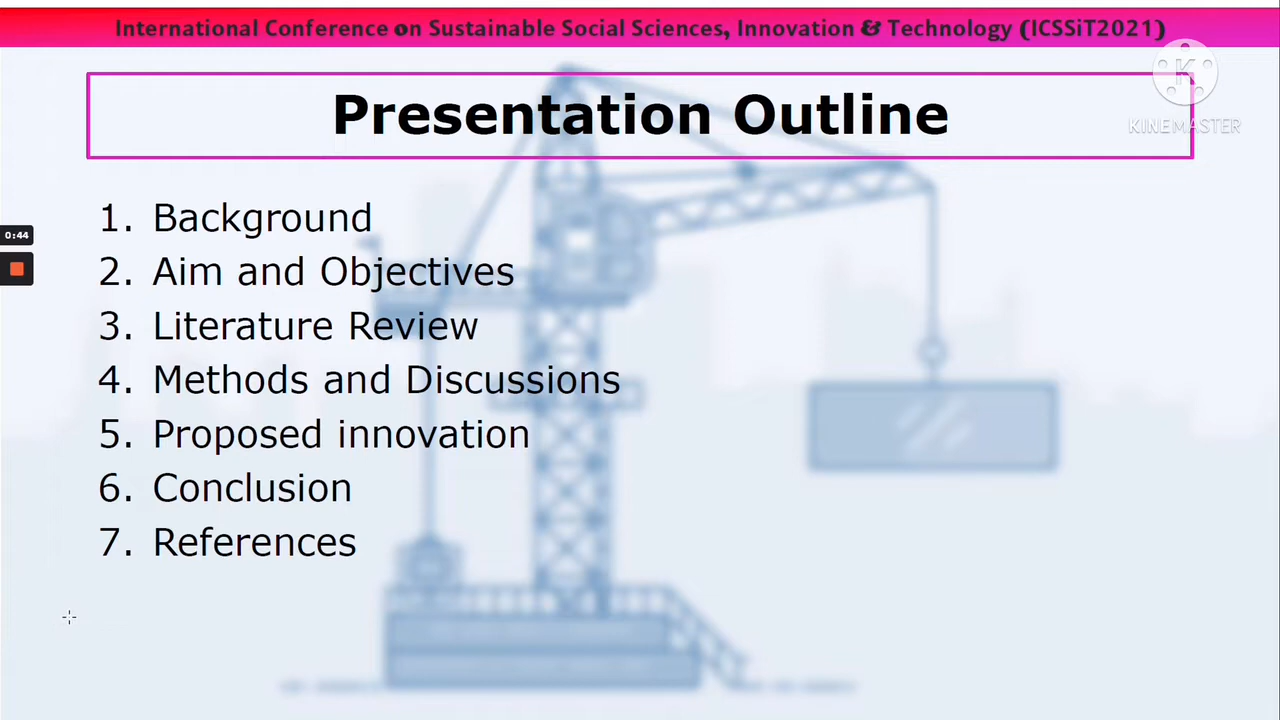 International Conference on Sustainable Social Sciences, Innovation & Technology (ICSSiT2021)
K
KINEMASTER
Presentation Outline
1. Background
0:44
2. Aim and Objectives
3. Literature Review
4. Methods and Discussions
5. Proposed innovation
6. Conclusion
7. References